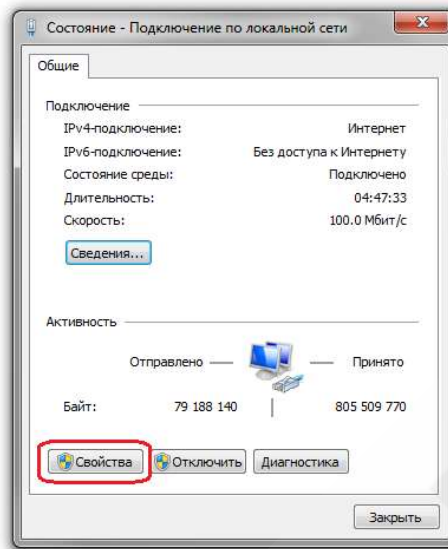 Состояние - Подключение по локальной сети
Общие
Подключение
IPv4-подключение: Интернет
IPv6-подключение: Без доступа к Интернету
Состояние среды: Подключено
Длительность: 04:47:33
Скорость: 100.0 Мбит/с
Сведения...
Активность
Отправлено — — Принято
Байт: 79 188 140 | 805 509 770
Свойства Отключить Диагностика
Закрыть